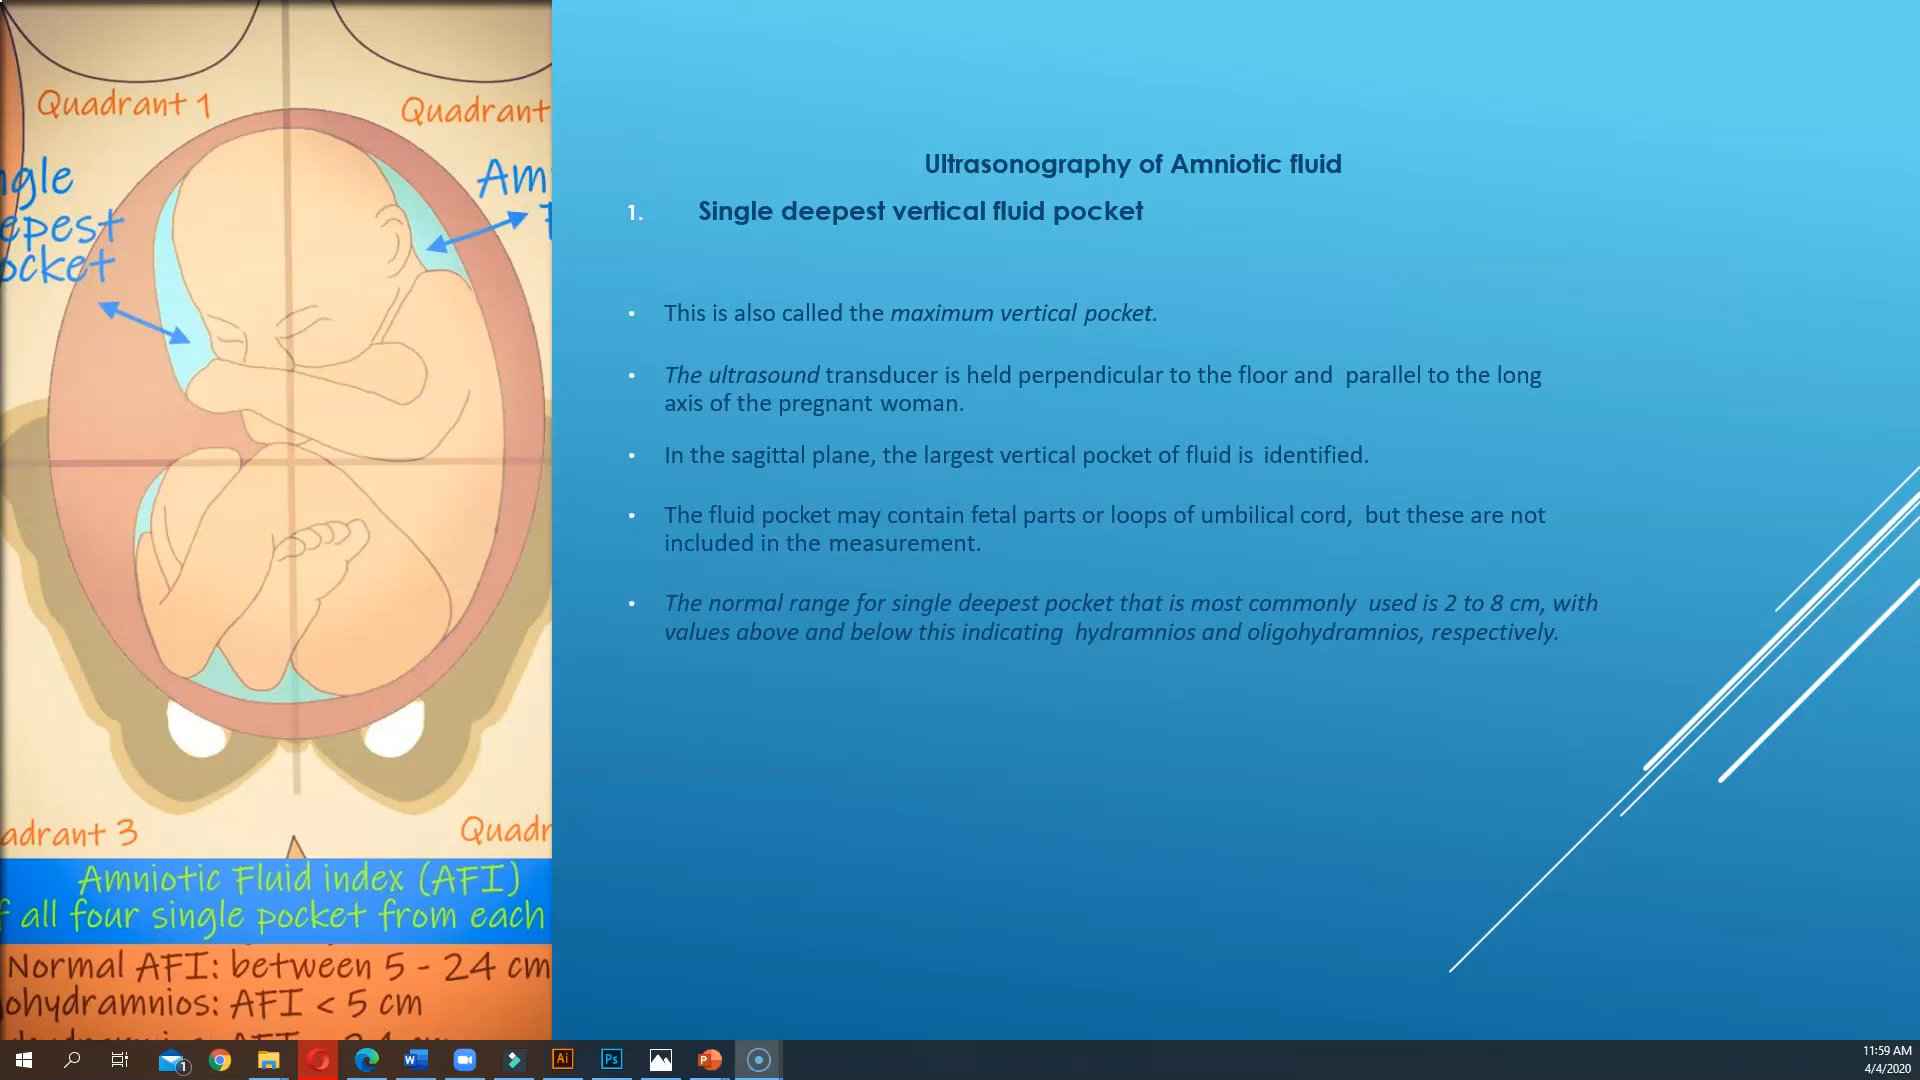 Quadrant 1
Quadrant
Am
Ultrasonography of Amniotic fluid
1. Single deepest vertical fluid pocket
• This is also called the maximum vertical pocket.
• The ultrasound transducer is held perpendicular to the floor and parallel to the long
axis of the pregnant woman.
• In the sagittal plane, the largest vertical pocket of fluid is identified.
• The fluid pocket may contain fetal parts or loops of umbilical cord, but these are not
included in the measurement.
• The normal range for single deepest pocket that is most commonly used is 2 to 8 cm, with
values above and below this indicating hydramnios and oligohydramnios, respectively.
ngle
epest
ocket
adrant 3
Quadr
Amniotic Fluid index (AFI)
f all four single pocket from each
Normal AFI: between 5 - 24 cm
gohydramnios: AFI < 5 cm
1
W
Ai
Ps
P
11:59 AM
4/4/2020